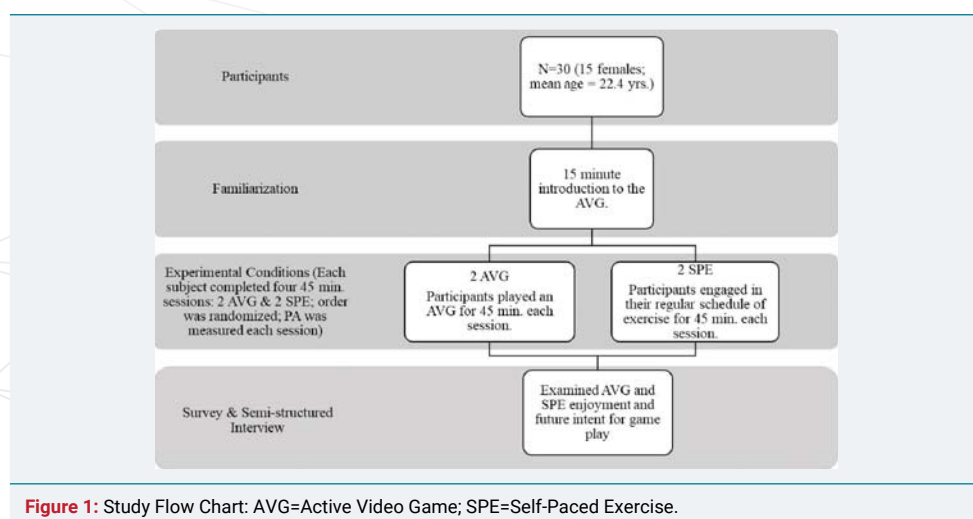 Participants
N=30 (15 females;
mean age = 22.4 yrs.)
Familiarization
15 minute
introduction to the
AVG.
Experimental Conditions (Each
subject completed four 45 min.
sessions: 2 AVG & 2 SPE; order
was randomized; PA was
measured each session)
2 AVG
Participants played an
AVG for 45 min. each
session.
2 SPE
Participants engaged in
their regular schedule of
exercise for 45 min. each
session.
Survey & Semi-structured
Interview
Examined AVG and
SPE enjoyment and
future intent for game
play
Figure 1: Study Flow Chart: AVG=Active Video Game; SPE=Self-Paced Exercise.